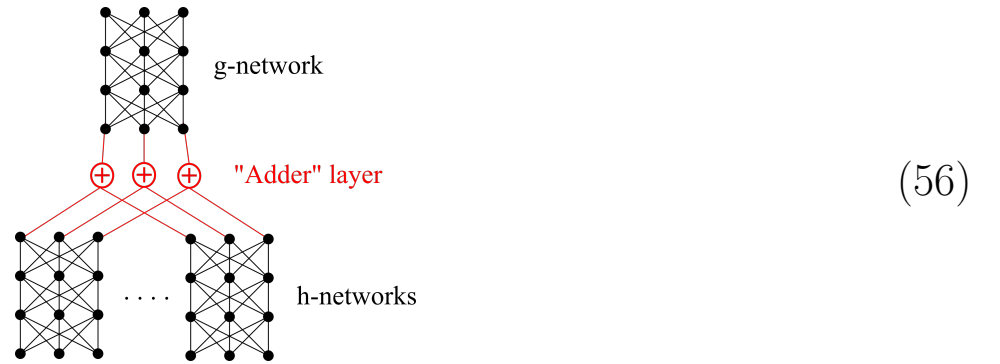 g-network
"Adder" layer
(56)
. . . .
h-networks